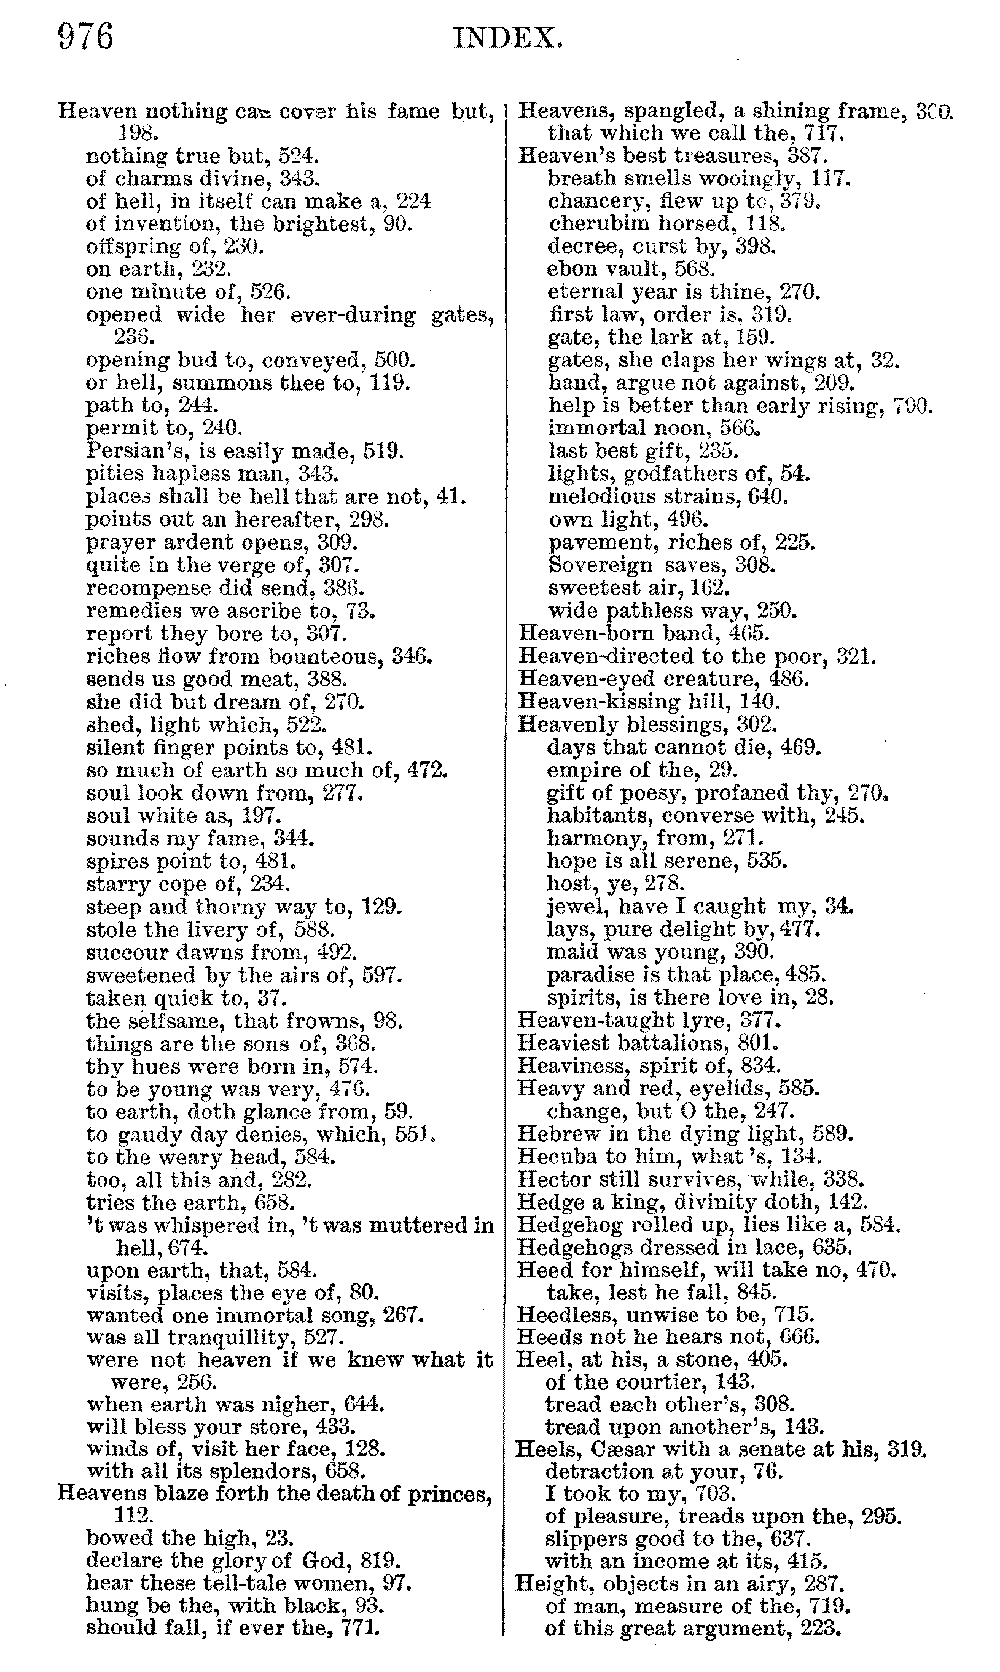 976
INDEX.
Heaven nothing can cover his fame but,
198.
nothing true but, 524.
of charms divine, 343.
of hell, in itself can make a, 224
of invention, the brightest, 90.
offspring of, 230.
on earth, 232.
one minute of, 526.
opened wide her ever-during gates,
236.
opening bud to, conveyed, 500.
or hell, summons thee to, 119.
path to, 244.
permit to, 240.
Persian's, is easily made, 519.
pities hapless man, 343.
places shall be hell that are not, 41.
points out an hereafter, 298.
prayer ardent opens, 309.
quite in the verge of, 307.
recompense did send, 386.
remedies we ascribe to, 73.
report they bore to, 307.
riches flow from bounteous, 346.
sends us good meat, 388.
she did but dream of, 270.
shed, light which, 522.
silent finger points to, 481.
so much of earth so much of, 472.
soul look down from, 277.
soul white as, 197.
sounds my fame, 344.
spires point to, 481.
starry cope of, 234.
steep and thorny way to, 129.
stole the livery of, 588.
succour dawns from, 492.
sweetened by the airs of, 597.
taken quick to, 37.
the selfsame, that frowns, 98.
things are the sons of, 368.
thy hues were born in, 574.
to be young was very, 476.
to earth, doth glance from, 59.
to gaudy day denies, which, 551.
to the weary head, 584.
too, all this and, 282.
tries the earth, 658.
't was whispered in, 't was muttered in
hell, 674.
upon earth, that, 584.
visits, places the eye of, 80.
wanted one immortal song, 267.
was all tranquillity, 527.
were not heaven if we knew what it
were, 256.
when earth was nigher, 644.
will bless your store, 433.
winds of, visit her face, 128.
with all its splendors, 658.
Heavens blaze forth the death of princes,
112.
bowed the high, 23.
declare the glory of God, 819.
hear these tell-tale women, 97.
hung be the, with black, 93.
should fall, if ever the, 771.
Heavens, spangled, a shining frame, 300.
that which we call the, 717.
Heaven's best treasures, 387.
breath smells wooingly, 117.
chancery, flew up to, 379.
cherubim horsed, 118.
decree, curst by, 398.
ebon vault, 568.
eternal year is thine, 270.
first law, order is, 319.
gate, the lark at, 159.
gates, she claps her wings at, 32.
hand, argue not against, 209.
help is better than early rising, 790.
immortal noon, 566.
last best gift, 235.
lights, godfathers of, 54.
melodious strains, 640.
own light, 496.
pavement, riches of, 225.
Sovereign saves, 308.
sweetest air, 162.
wide pathless way, 250.
Heaven-born band, 465.
Heaven-directed to the poor, 321.
Heaven-eyed creature, 486.
Heaven-kissing hill, 140.
Heavenly blessings, 302.
days that cannot die, 469.
empire of the, 29.
gift of poesy, profaned thy, 270.
habitants, converse with, 245.
harmony, from, 271.
hope is all serene, 535.
host, ye, 278.
jewel, have I caught my, 34.
lays, pure delight by, 477.
maid was young, 390.
paradise is that place, 485.
spirits, is there love in, 28.
Heaven-taught lyre, 377.
Heaviest battalions, 801.
Heaviness, spirit of, 834.
Heavy and red, eyelids, 585.
change, but O the, 247.
Hebrew in the dying light, 589.
Hecuba to him, what 's, 134.
Hector still survives, while, 338.
Hedge a king, divinity doth, 142.
Hedgehog rolled up, lies like a, 584.
Hedgehogs dressed in lace, 635.
Heed for himself, will take no, 470.
take, lest he fall, 845.
Heedless, unwise to be, 715.
Heeds not he hears not, 666.
Heel, at his, a stone, 405.
of the courtier, 143.
tread each other's, 308.
tread upon another's, 143.
Heels, Cæsar with a senate at his, 319.
detraction at your, 76.
I took to my, 703.
of pleasure, treads upon the, 295.
slippers good to the, 637.
with an income at its, 415.
Height, objects in an airy, 287.
of man, measure of the, 719.
of this great argument, 223.